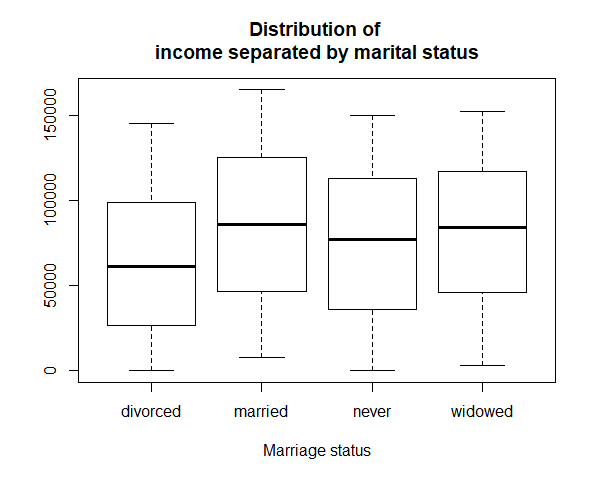 Distribution of
income separated by marital status
150000
100000
50000
0
divorced married never widowed
Marriage status